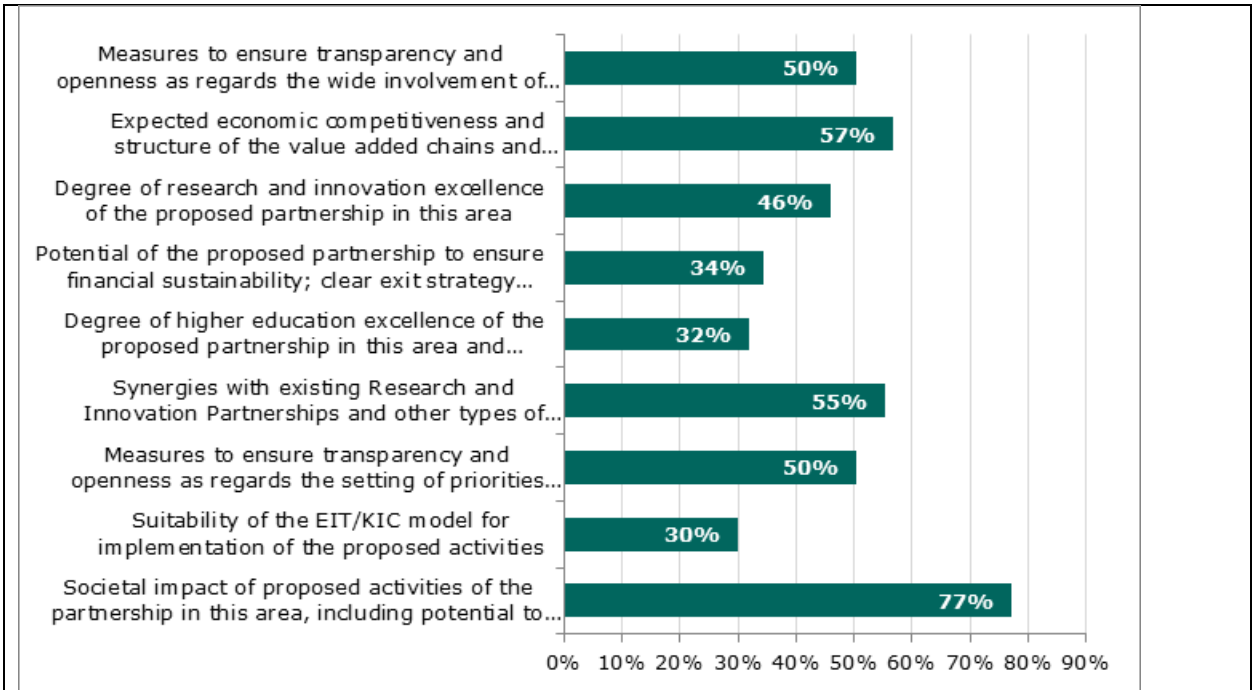 Measures to ensure transparency and
openness as regards the wide involvement of...
50%
Expected economic competitiveness and
structure of the value added chains and...
57%
Degree of research and innovation excellence
of the proposed partnership in this area
46%
Potential of the proposed partnership to ensure
financial sustainability; clear exit strategy...
34%
Degree of higher education excellence of the
proposed partnership in this area and...
32%
Synergies with existing Research and
Innovation Partnerships and other types of...
55%
Measures to ensure transparency and
openness as regards the setting of priorities...
50%
Suitability of the EIT/KIC model for
implementation of the proposed activities
30%
Societal impact of proposed activities of the
partnership in this area, including potential to...
77%
0% 10% 20% 30% 40% 50% 60% 70% 80% 90%